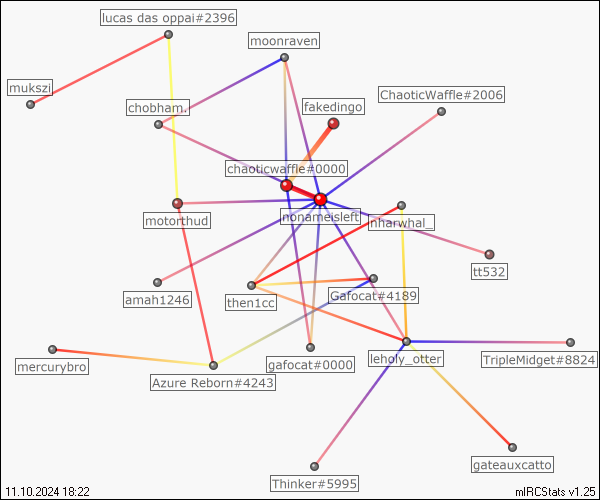 lucas das oppai#2396
moonraven
mukszi
ChaoticWaffle#2006
chobham
fakedingo
chaoticwaffle#0000
nonameisleft
motorthud
nharwhal_
tt532
amah1246
then1cc
Gafocat#4189
mercurybro
Azure Reborn#4243
gafocat#0000
leholy_otter
TripleMidget#8824
gateauxcatto
Thinker#5995
11.10.2024 18:22
mIRCStats v1.25